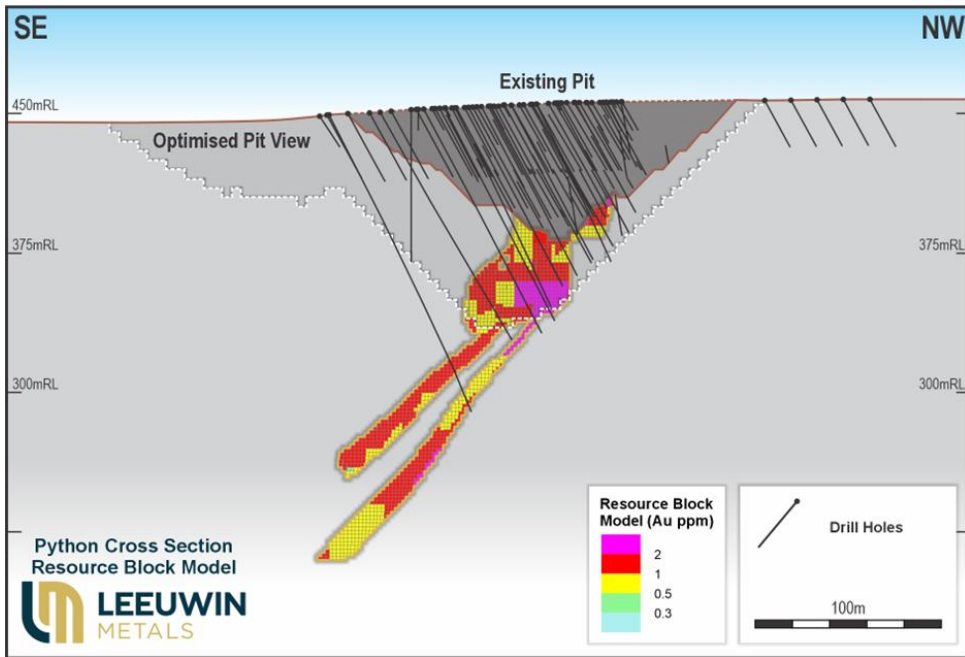 SE
NW
Existing Pit
450mRL
450mRL
Optimised Pit View
375mRL
375mRL
300mRL
300mRL
Python Cross Section
Resource Block Model
LEEUWIN
METALS
Resource Block
Model (Au ppm)
2
1
0.5
0.3
Drill Holes
100m